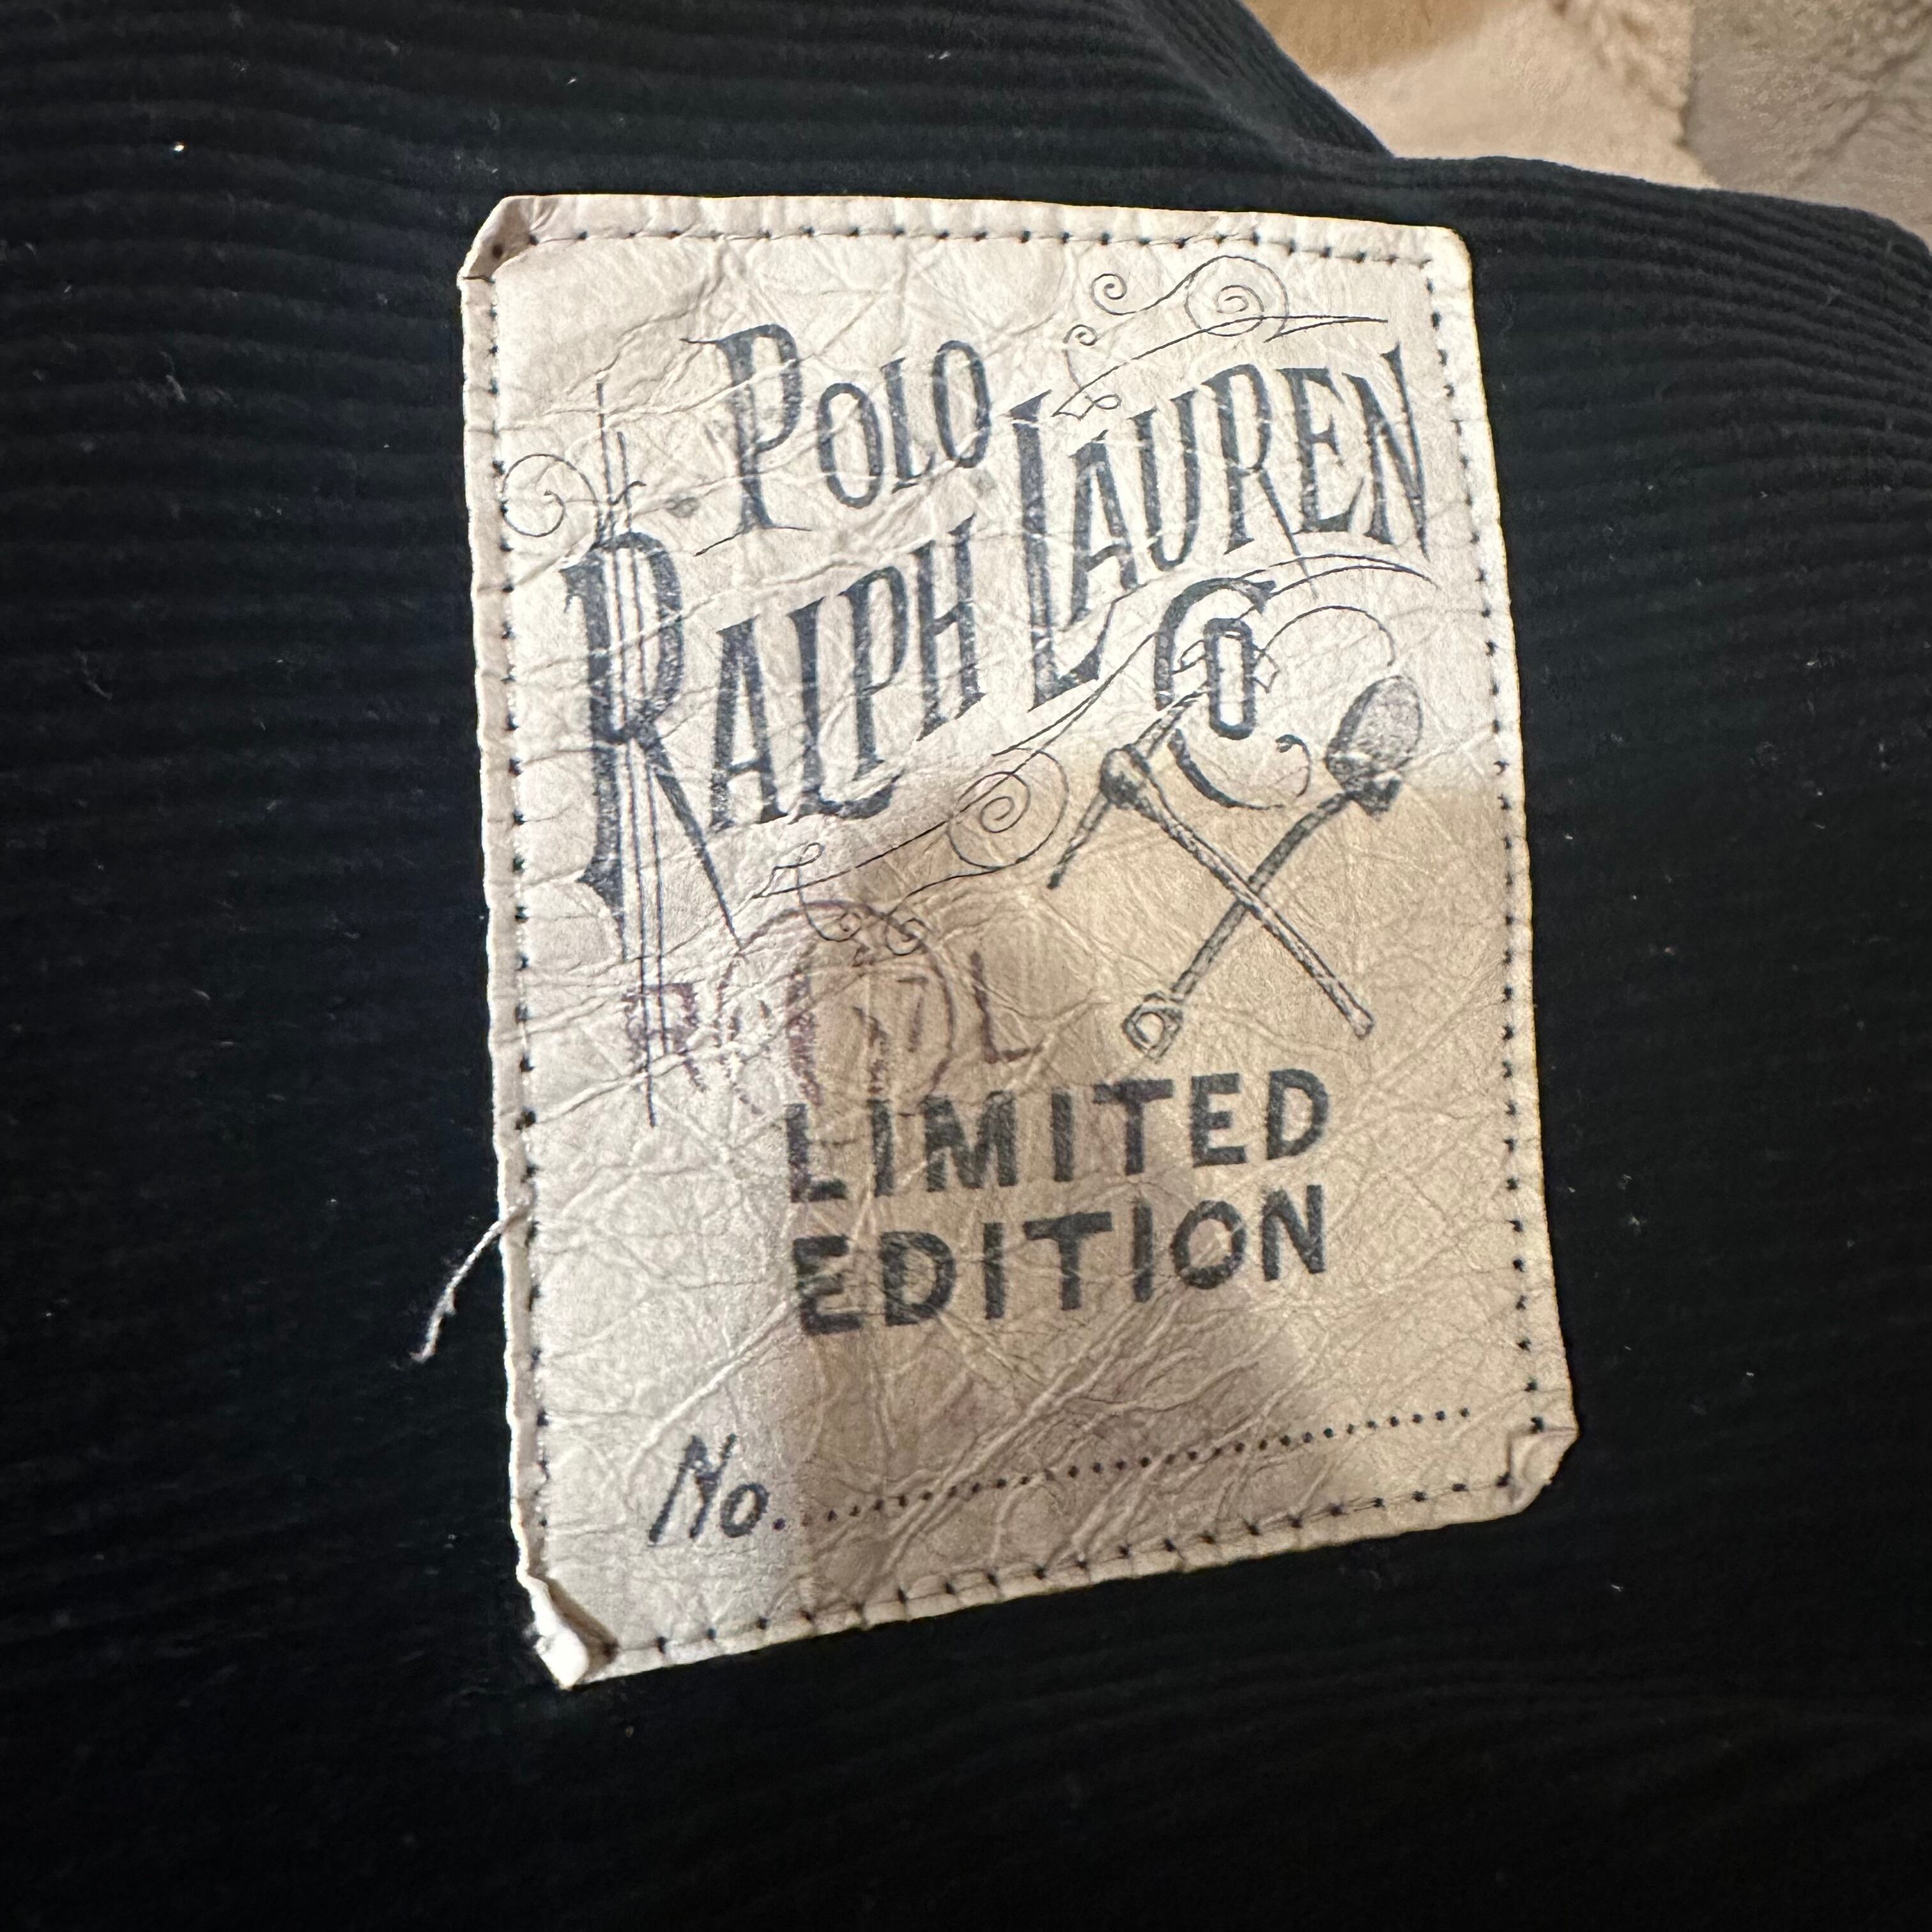 POLO
RALPH LAUREN
Co
LIMITED
EDITION
No.